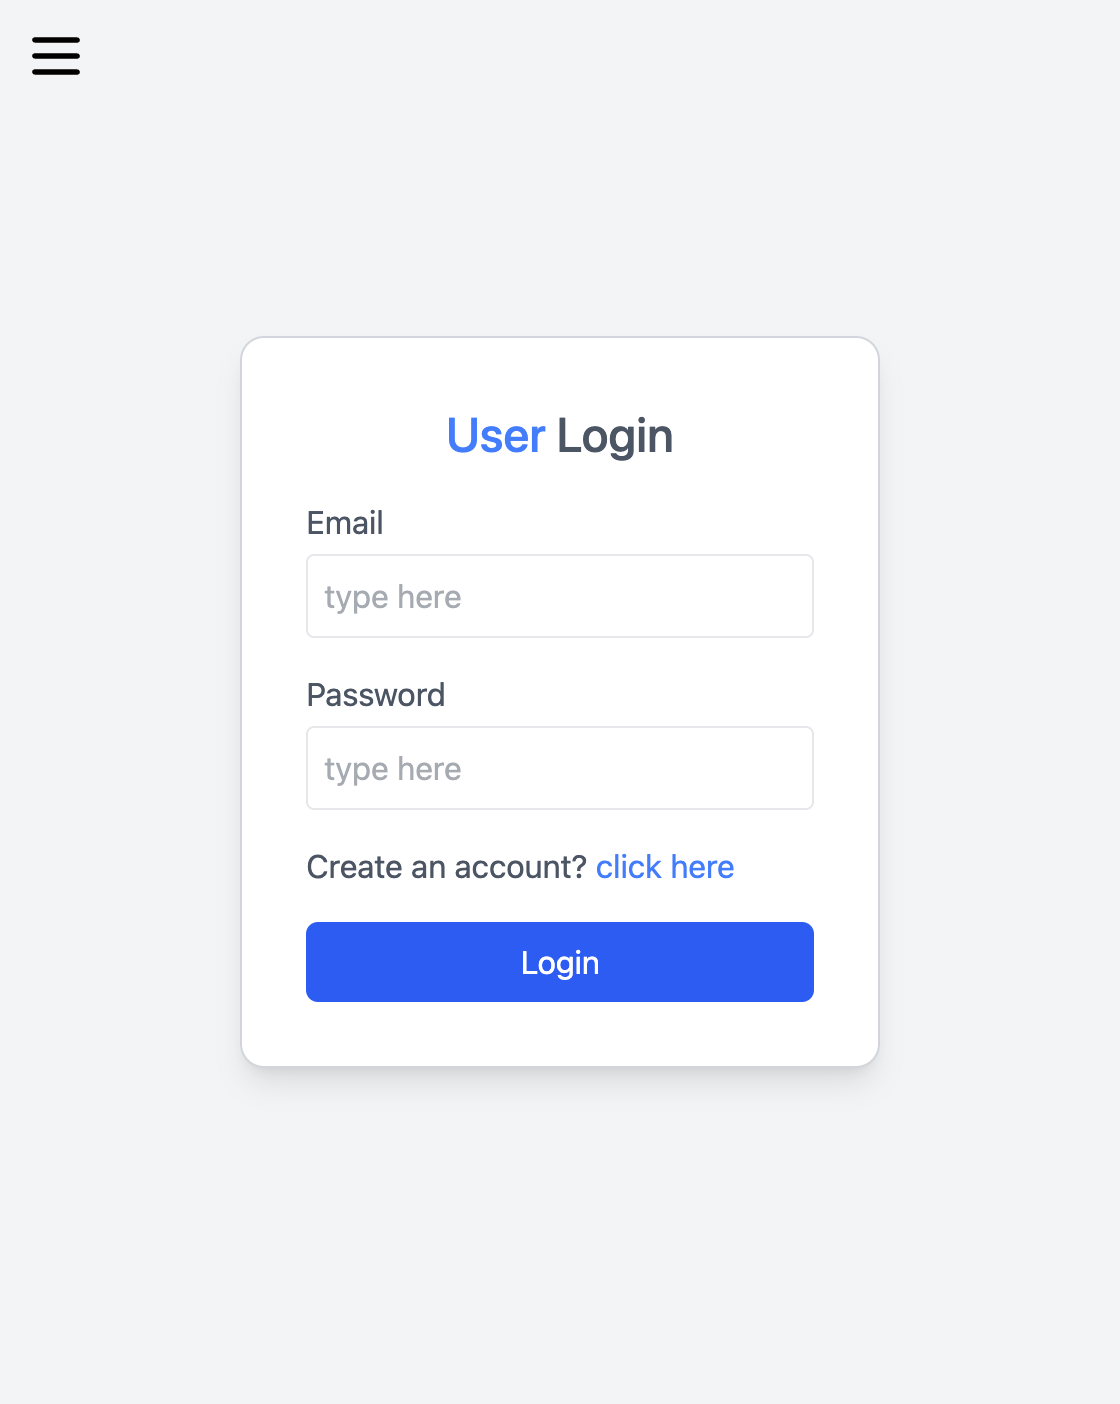 User Login
Email
type here
Password
type here
Create an account? click here
Login